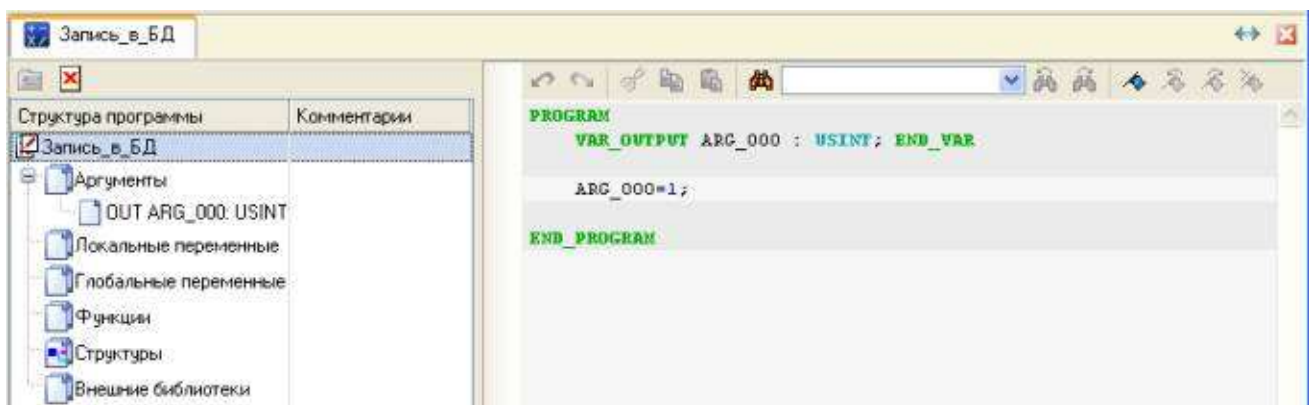 Запись_в_БД
Структура программы Комментарии
Запись_в_БД
Аргументы
OUT ARG_000: USINT
Локальные переменные
Глобальные переменные
Функции
Структуры
Внешние библиотеки
PROGRAM
VAR_OUTPUT ARG_000 : USINT; END_VAR
ARG_000=1;
END_PROGRAM